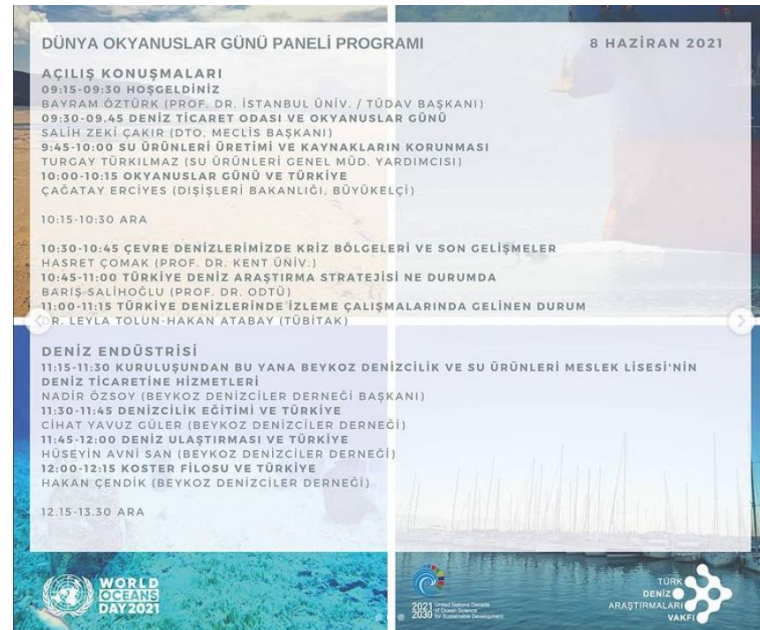 DÜNYA OKYANUSLAR GÜNÜ PANELİ PROGRAMI
8 HAZİRAN 2021
AÇILIŞ KONUŞMALARI
09:15-09:30 HOŞGELDİNİZ
BAYRAM ÖZTÜRK (PROF. DR. İSTANBUL ÜNİV. / TÜDAV BAŞKANI)
09:30-09.45 DENİZ TİCARET ODASI VE OKYANUSLAR GÜNÜ
SALİH ZEKİ ÇAKIR (DTO, MECLİS BAŞKANI)
9:45-10:00 SU ÜRÜNLERİ ÜRETİMİ VE KAYNAKLARIN KORUNMASI
TURGAY TÜRKYILMAZ (SU ÜRÜNLERİ GENEL MÜD. YARDIMCISI)
10:00-10:15 OKYANUSLAR GÜNÜ VE TÜRKİYE
ÇAĞATAY ERCİYES (DIŞİŞLERİ BAKANLIĞI, BÜYÜKELÇİ)
10:15-10:30 ARA
10:30-10:45 ÇEVRE DENİZLERİMİZDE KRİZ BÖLGELERİ VE SON GELİŞMELER
HASRET ÇOMAK (PROF. DR. KENT ÜNİV.)
10:45-11:00 TÜRKİYE DENİZ ARAŞTIRMA STRATEJİSİ NE DURUMDA
BARIŞ SALİHOĞLU (PROF. DR. ODTÜ)
11:00-11:15 TÜRKİYE DENİZLERİNDE İZLEME ÇALIŞMALARINDA GELİNEN DURUM
DR. LEYLA TOLUN-HAKAN ATABAY (TÜBİTAK)
DENİZ ENDÜSTRİSİ
11:15-11:30 KURULUŞUNDAN BU YANA BEYKOZ DENİZCİLİK VE SU ÜRÜNLERİ MESLEK LİSESİ'NİN
DENİZ TİCARETİNE HİZMETLERİ
NADİR ÖZSOY (BEYKOZ DENİZCİLER DERNEĞİ BAŞKANI)
11:30-11:45 DENİZCİLİK EĞİTİMİ VE TÜRKİYE
CİHAT YAVUZ GÜLER (BEYKOZ DENİZCİLER DERNEĞİ)
11:45-12:00 DENİZ ULAŞTIRMASI VE TÜRKİYE
HÜSEYİN AVNİ SAN (BEYKOZ DENİZCİLER DERNEĞİ)
12:00-12:15 KOSTER FİLOSU VE TÜRKİYE
HAKAN ÇENDİK (BEYKOZ DENİZCİLER DERNEĞİ)
12.15-13.30 ARA
WORLD
OCEANS
DAY 2021
2021
2030
United Nations Decade
of Ocean Science
for Sustainable Development
TÜRK
DENİZ
ARAŞTIRMALARI
VAKFI